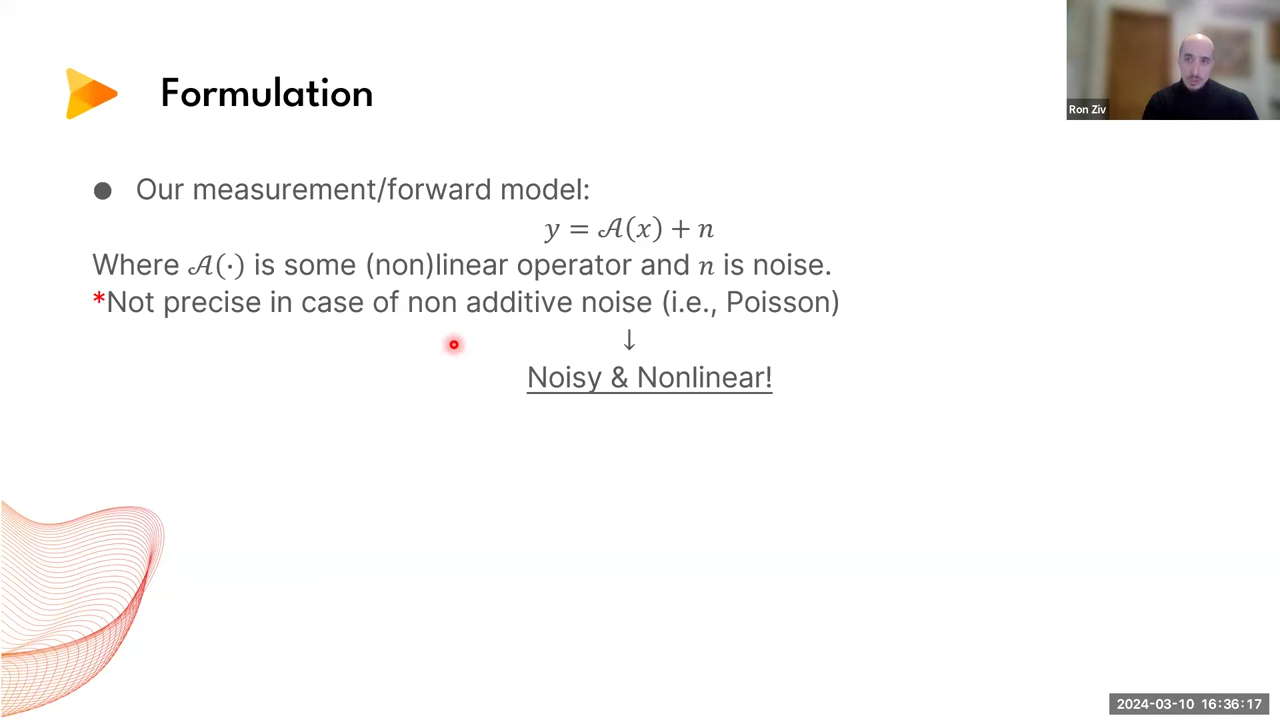 Formulation
Ron Ziv
● Our measurement/forward model:
𝑦 = 𝒜(𝑥) + 𝑛
Where 𝒜(·) is some (non)linear operator and 𝑛 is noise.
*Not precise in case of non additive noise (i.e., Poisson)
↓
Noisy & Nonlinear!
2024-03-10 16:36:17